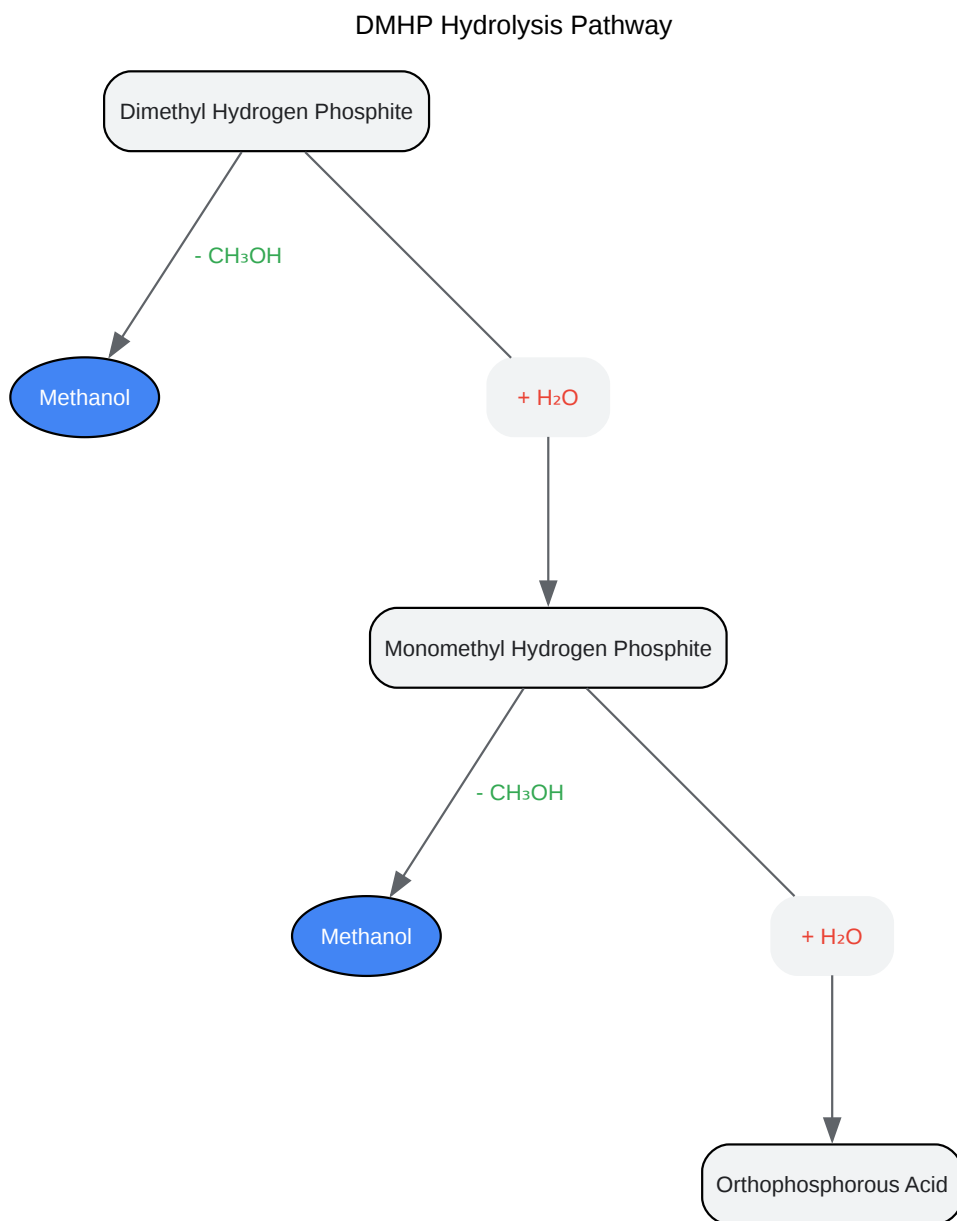 DMHP Hydrolysis Pathway
Dimethyl Hydrogen Phosphite
- CH₃OH
Methanol
+ H₂O
Monomethyl Hydrogen Phosphite
- CH₃OH
Methanol
+ H₂O
Orthophosphorous Acid